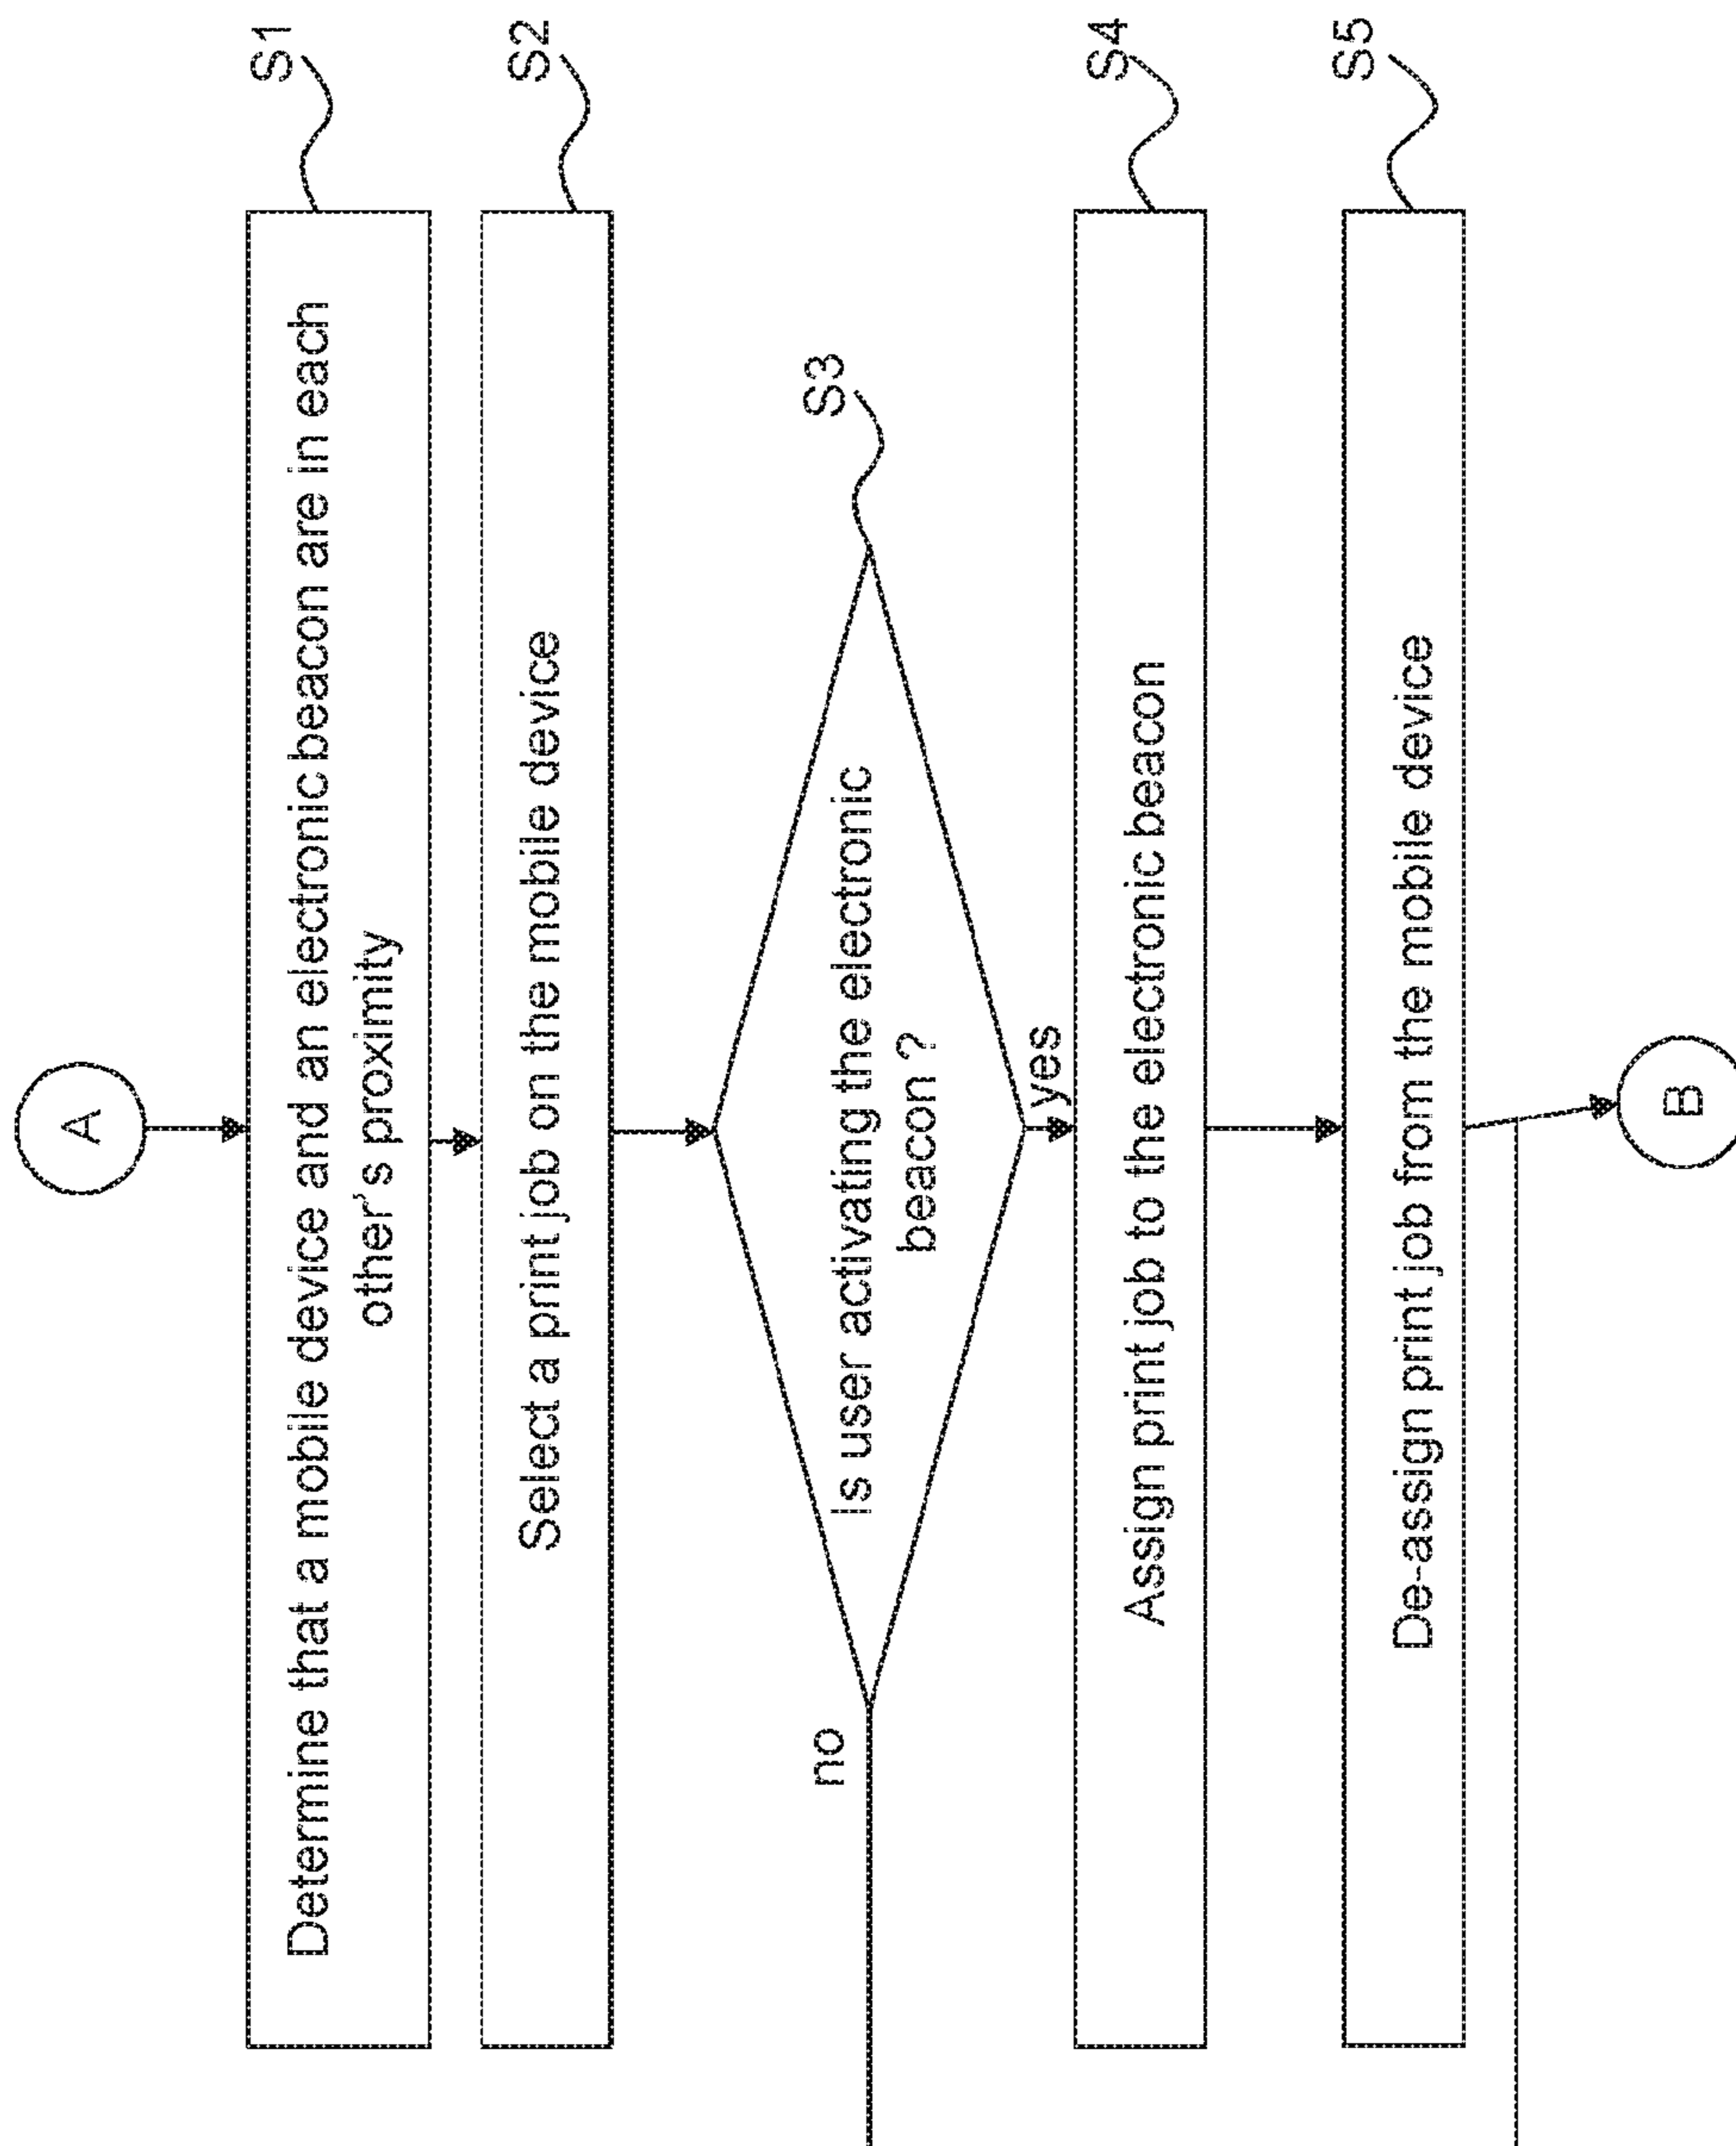 A
S1
Determine that a mobile device and an electronic beacon are in each
other's proximity
S2
Select a print job on the mobile device
S3
Is user activating the electronic
beacon ?
no
yes
S4
Assign print job to the electronic beacon
S5
De-assign print job from the mobile device
B